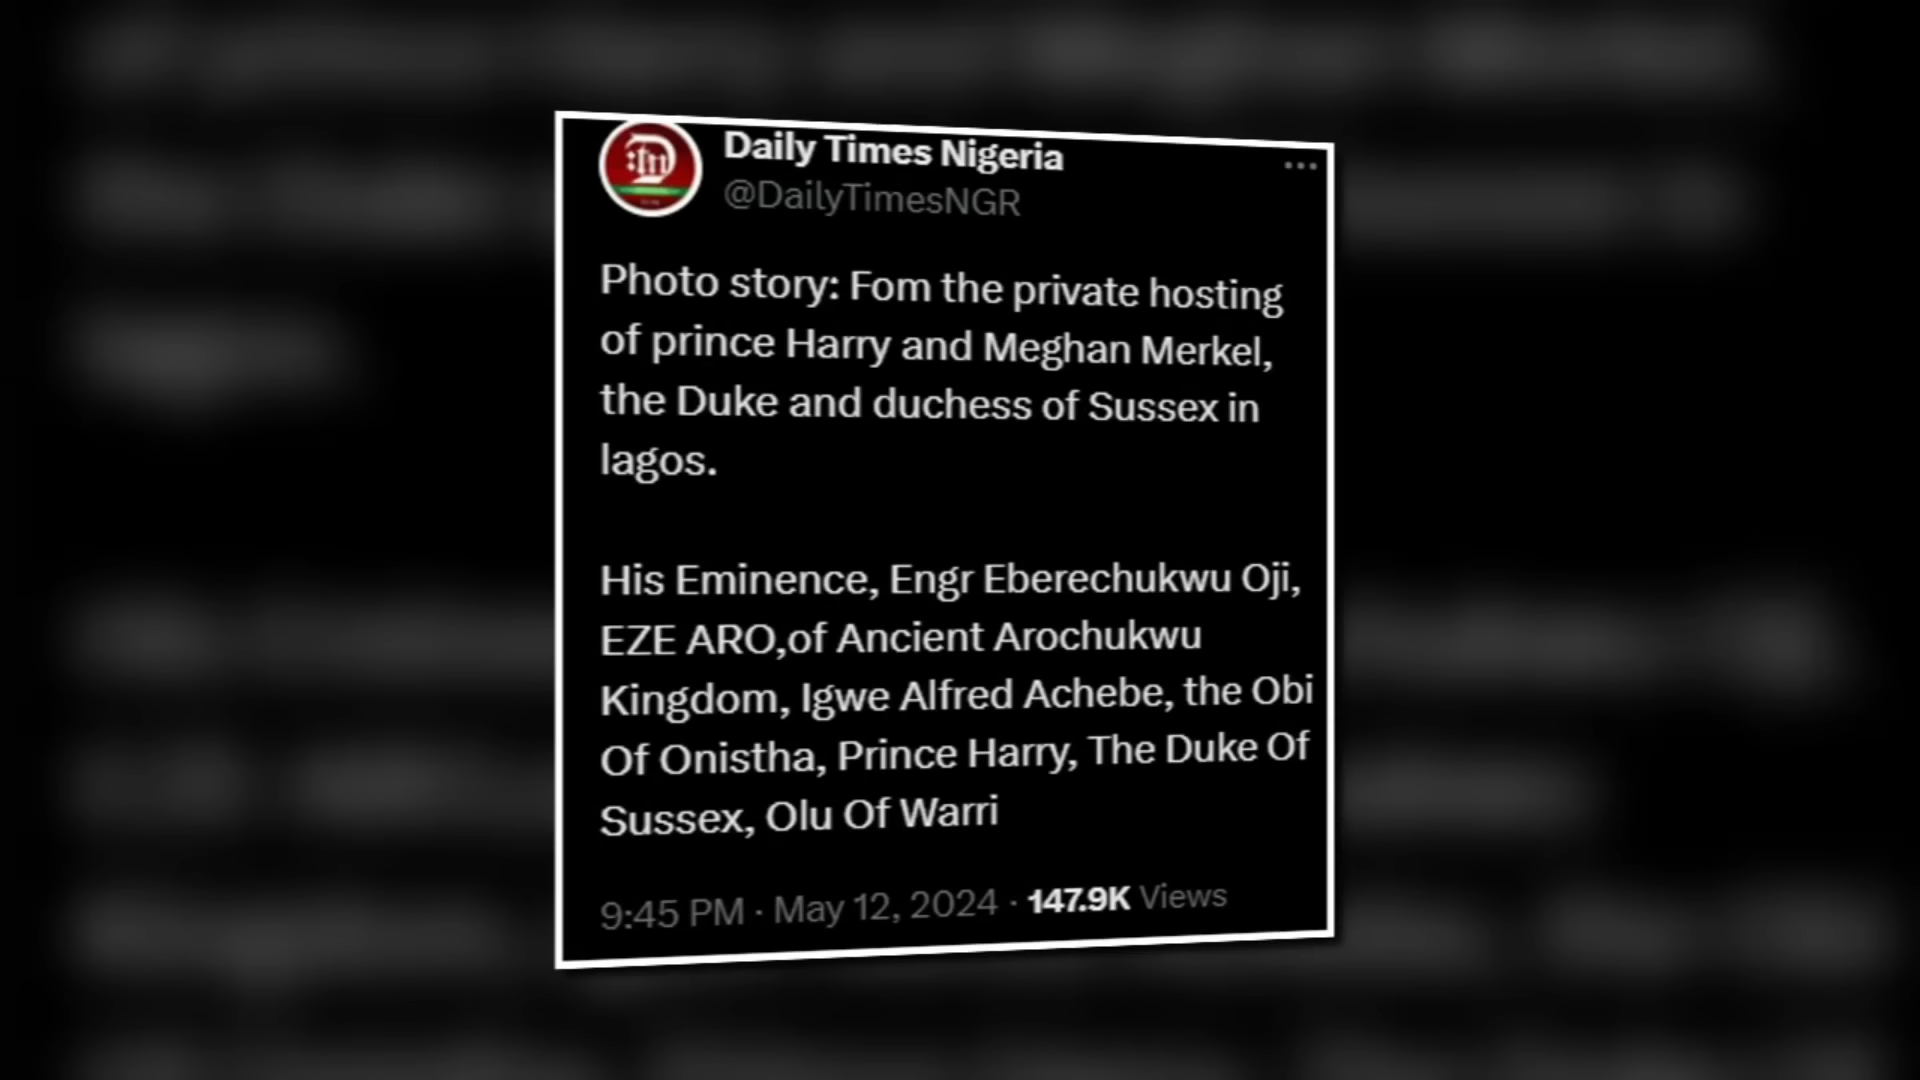 Daily Times Nigeria
@DailyTimesNGR
Photo story: Fom the private hosting
of prince Harry and Meghan Merkel,
the Duke and duchess of Sussex in
lagos.
His Eminence, Engr Eberechukwu Oji,
EZE ARO,of Ancient Arochukwu
Kingdom, Igwe Alfred Achebe, the Obi
Of Onistha, Prince Harry, The Duke Of
Sussex, Olu Of Warri
9:45 PM · May 12, 2024 · 147.9K Views